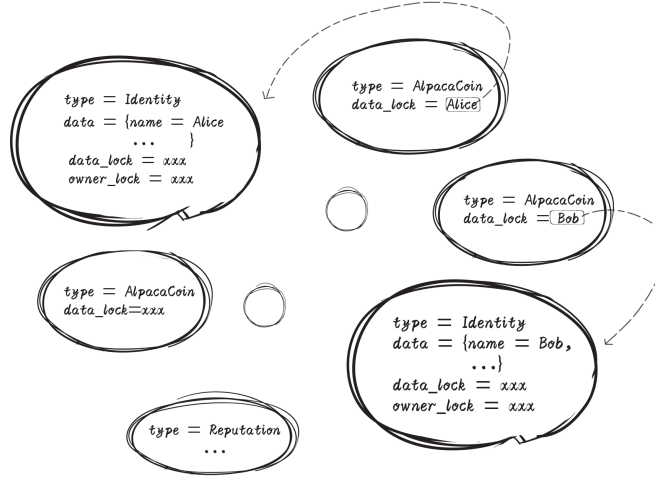 type = AlpacaCoin
data_lock = Alice
type = Identity
data = {name = Alice
... }
data_lock = xxx
owner_lock = xxx
type = AlpacaCoin
data_lock = Bob
type = AlpacaCoin
data_lock=xxx
type = Identity
data = {name = Bob,
...}
data_lock = xxx
owner_lock = xxx
type = Reputation
...